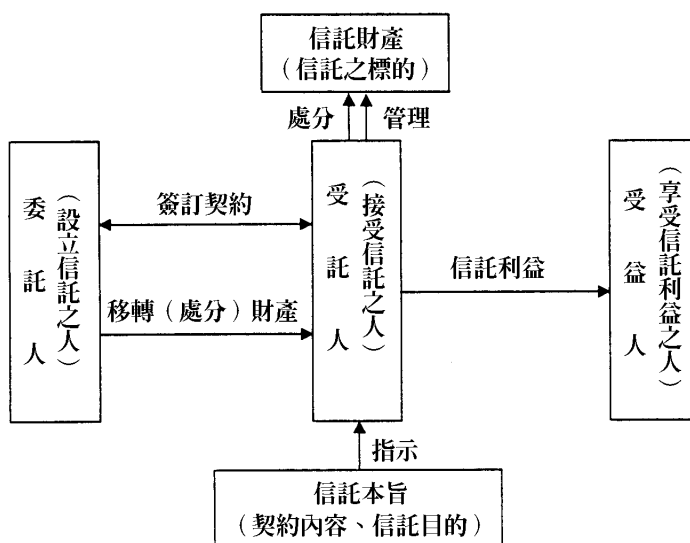 信託財產
（信託之標的）
處分
管理
委託人
（設立信託之人）
簽訂契約
移轉（處分）財產
受託人
（接受信託之人）
信託利益
受益人
（享受信託利益之人）
指示
信託本旨
（契約內容、信託目的）